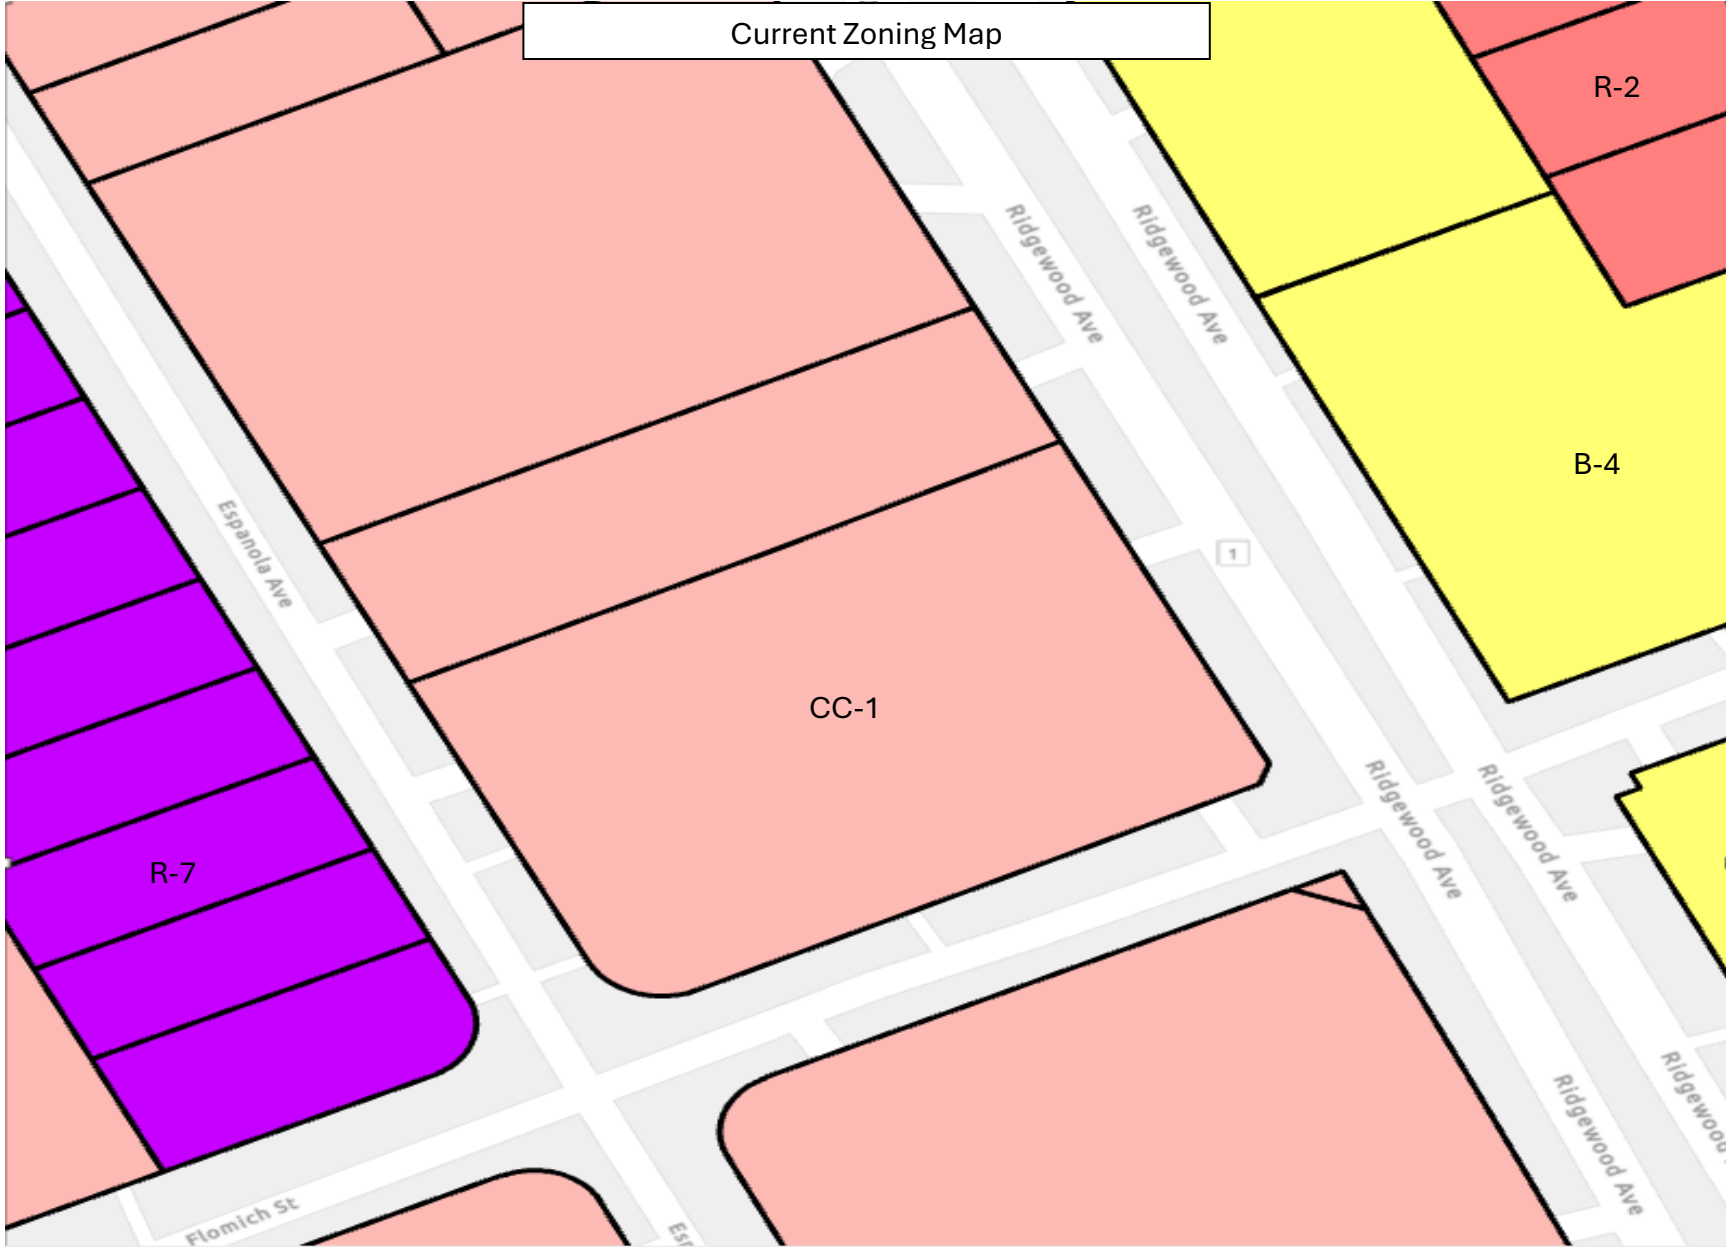 Current Zoning Map
R-2
Ridgewood Ave
Ridgewood Ave
B-4
Espanola Ave
1
CC-1
Ridgewood Ave
Ridgewood Ave
R-7
Ridgewood
Ridgewood Ave
Flomich St